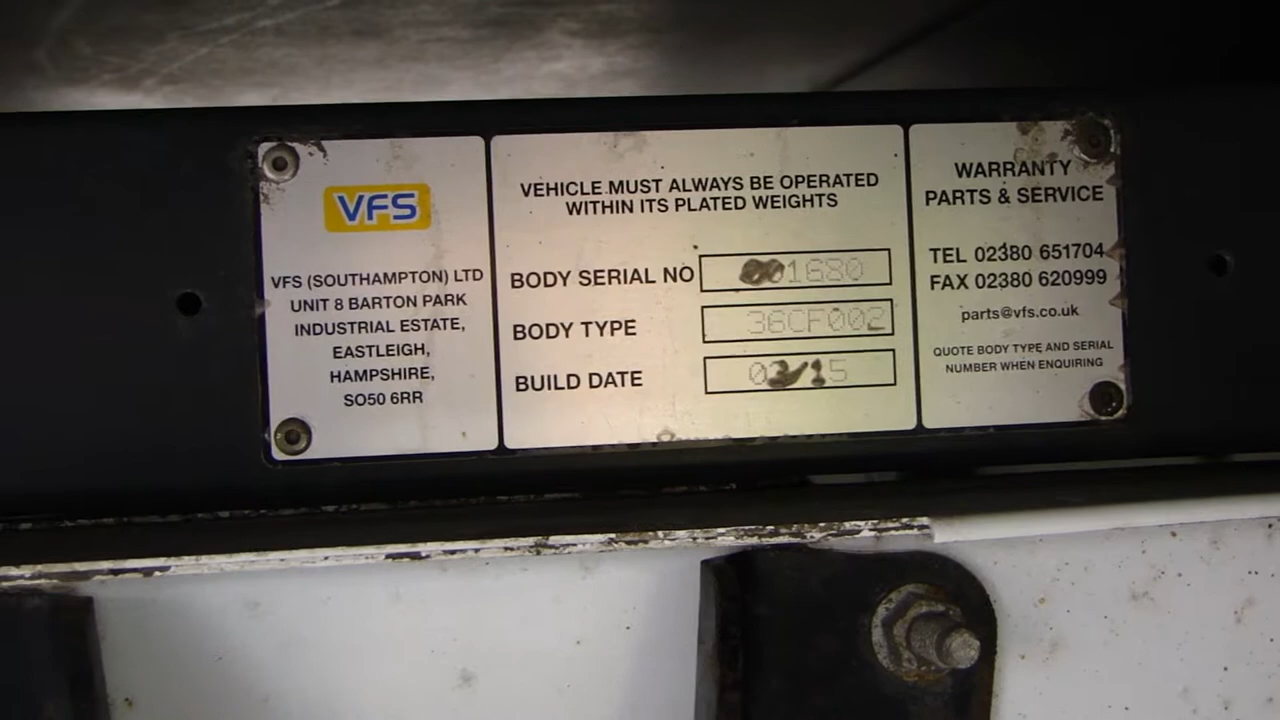 VFS
VFS (SOUTHAMPTON) LTD
UNIT 8 BARTON PARK
INDUSTRIAL ESTATE,
EASTLEIGH,
HAMPSHIRE,
SO50 6RR
VEHICLE MUST ALWAYS BE OPERATED
WITHIN ITS PLATED WEIGHTS
BODY SERIAL NO
BODY TYPE 36CF002
BUILD DATE
WARRANTY
PARTS & SERVICE
TEL 02380 651704
FAX 02380 620999
parts@vfs.co.uk
QUOTE BODY TYPE AND SERIAL
NUMBER WHEN ENQUIRING